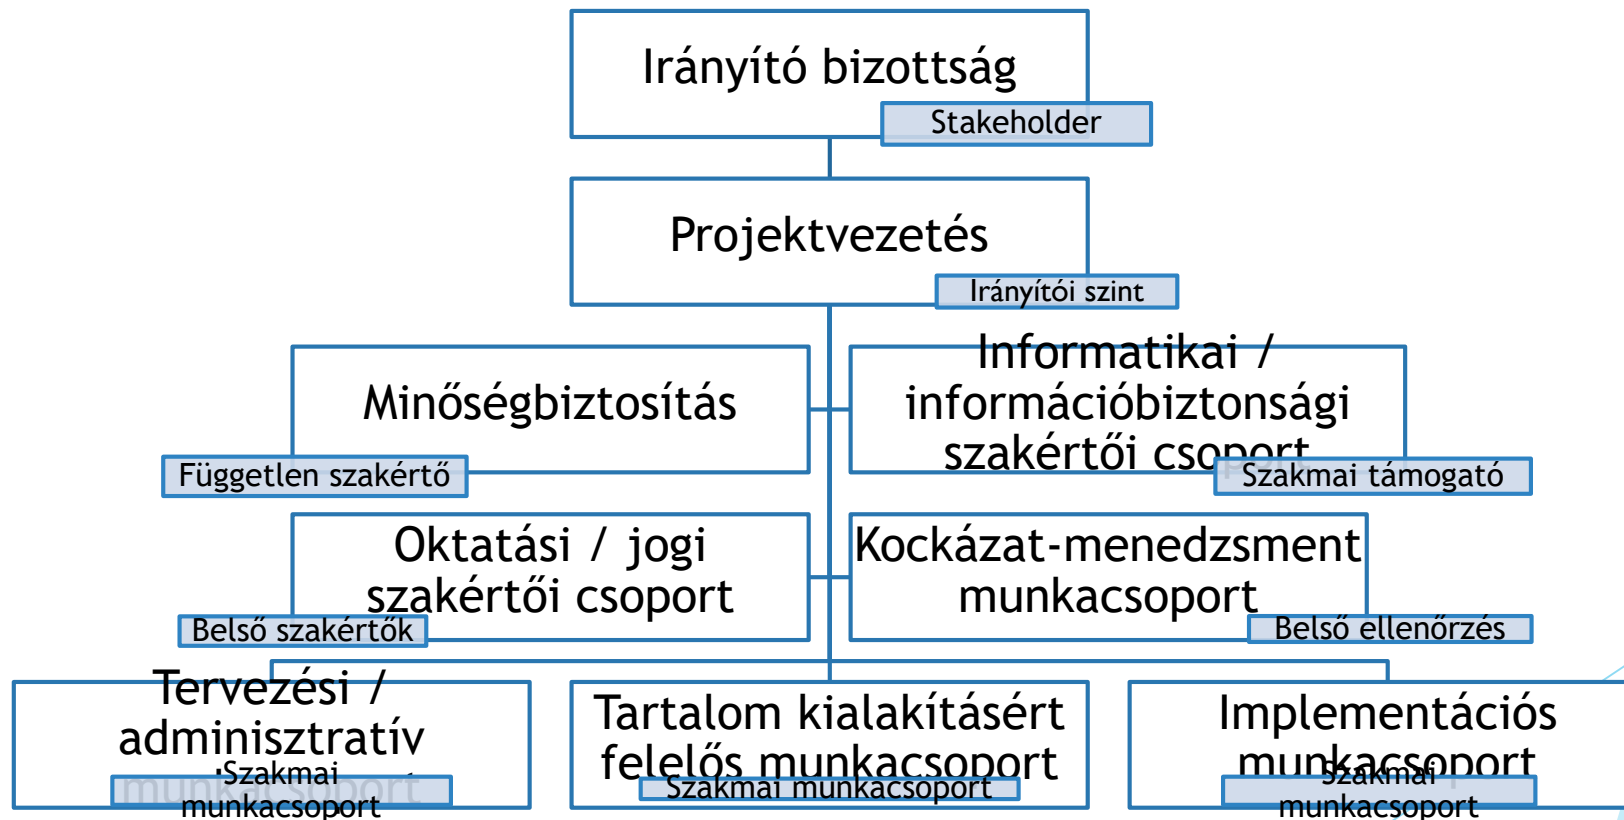 Irányító bizottság
Stakeholder
Projektvezetés
Irányítói szint
Minőségbiztosítás
Független szakértő
Informatikai /
információbiztonsági
szakértői csoport
Szakmai támogató
Oktatási / jogi
szakértői csoport
Belső szakértők
Kockázat-menedzsment
munkacsoport
Belső ellenőrzés
Tervezési /
adminisztratív
munkacsoport
Szakmai
munkacsoport
Tartalom kialakításért
felelős munkacsoport
Szakmai munkacsoport
Implementációs
munkacsoport
Szakmai
munkacsoport